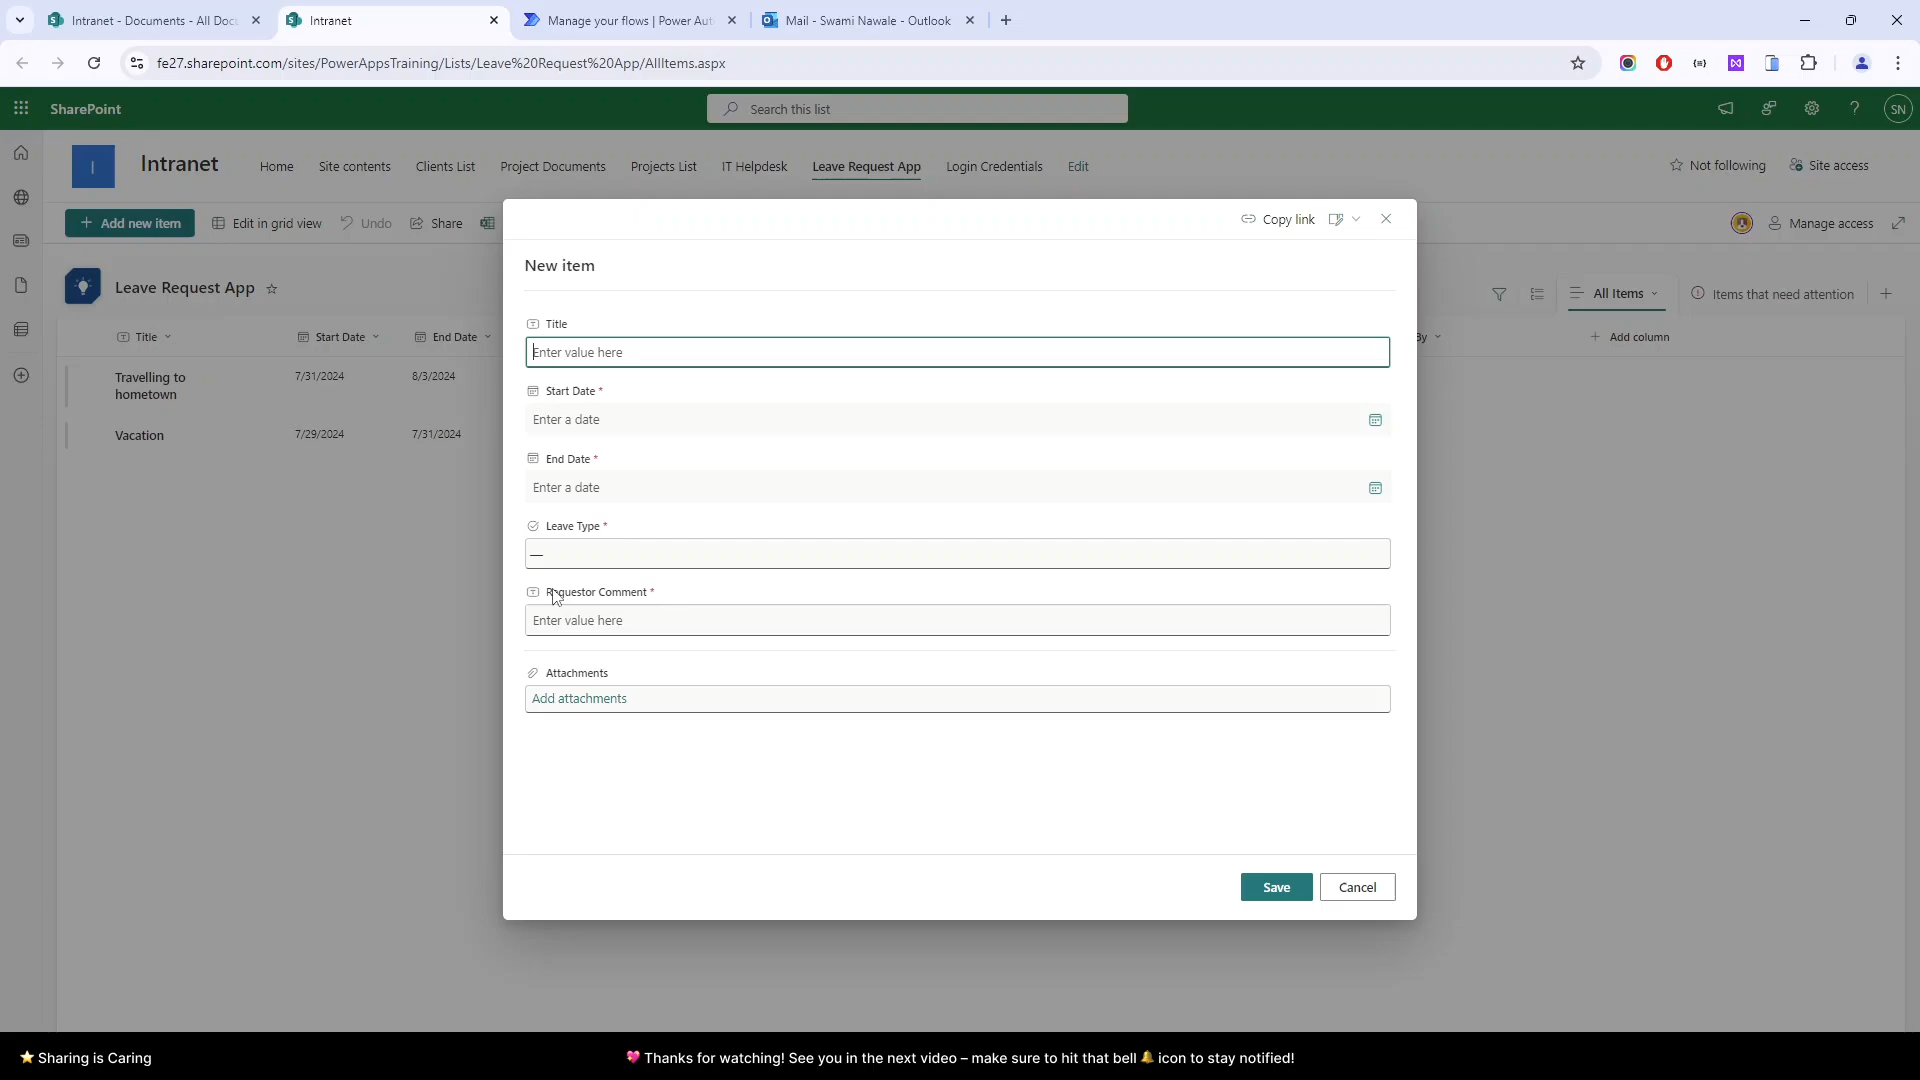 Intranet - Documents - All Doc
Intranet
Manage your flows | Power Aut
Mail - Swami Nawale - Outlook
fe27.sharepoint.com/sites/PowerAppsTraining/Lists/Leave%20Request%20App/AllItems.aspx
SharePoint
Search this list
SN
I
Intranet
Home
Site contents
Clients List
Project Documents
Projects List
IT Helpdesk
Leave Request App
Login Credentials
Edit
Not following
Site access
Add new item
Edit in grid view
Undo
Share
Copy link
Manage access
New item
Leave Request App
All Items
Items that need attention
Title
Start Date
End Date
By
Add column
Travelling to
hometown
7/31/2024
8/3/2024
Vacation
7/29/2024
7/31/2024
Title
Enter value here
Start Date *
Enter a date
End Date *
Enter a date
Leave Type *
—
Requestor Comment *
Enter value here
Attachments
Add attachments
Save
Cancel
⭐ Sharing is Caring
💖 Thanks for watching! See you in the next video – make sure to hit that bell 🔔 icon to stay notified!